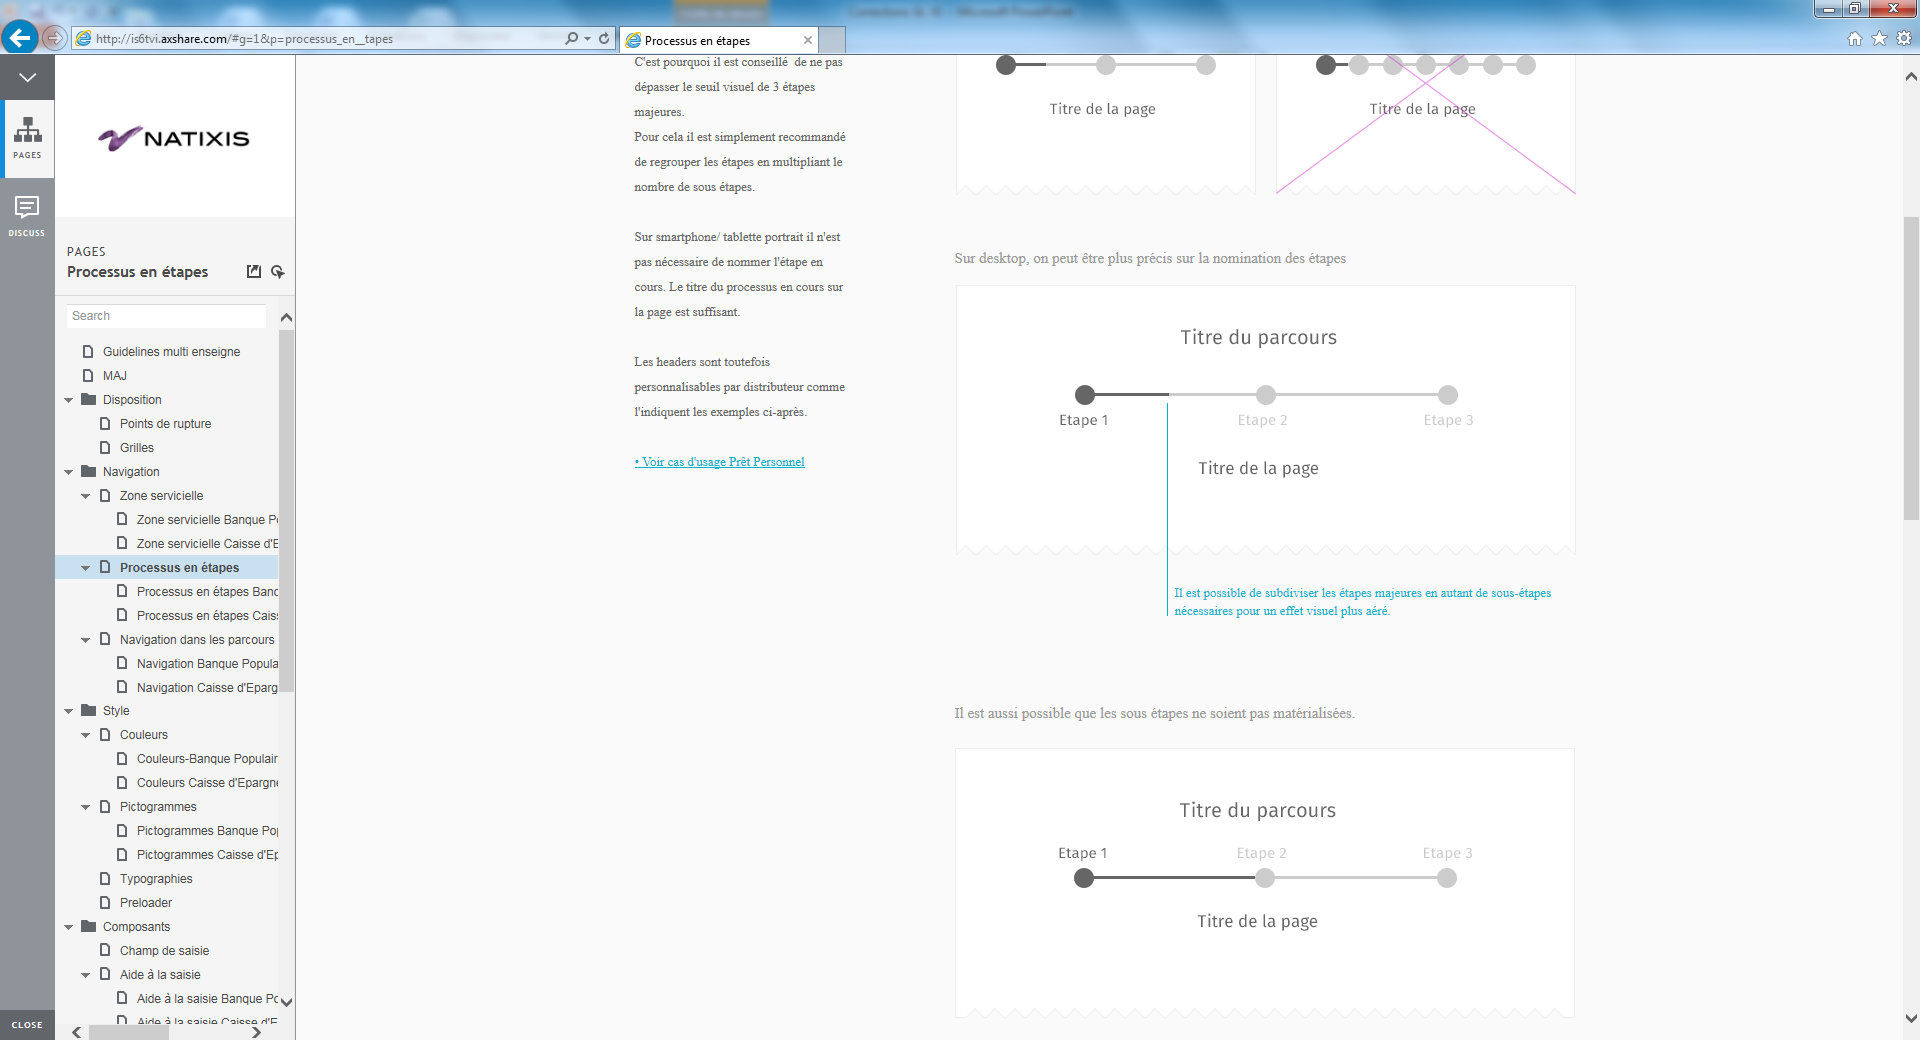 http://is6tvi.axshare.com/#g=1&p=processus_en__tapes
Processus en étapes
PAGES
DISCUSS
CLOSE
NATIXIS
PAGES
Processus en étapes
Search
Guidelines multi enseigne
MAJ
Disposition
Points de rupture
Grilles
Navigation
Zone servicielle
Zone servicielle Banque P
Zone servicielle Caisse d'E
Processus en étapes
Processus en étapes Banc
Processus en étapes Cais
Navigation dans les parcours
Navigation Banque Popula
Navigation Caisse d'Eparg
Style
Couleurs
Couleurs-Banque Populair
Couleurs Caisse d'Epargn
Pictogrammes
Pictogrammes Banque Po
Pictogrammes Caisse d'Ep
Typographies
Preloader
Composants
Champ de saisie
Aide à la saisie
Aide à la saisie Banque Po
Aide à la saisie Caisse d'E
C'est pourquoi il est conseillé de ne pas
dépasser le seuil visuel de 3 étapes
majeures.
Pour cela il est simplement recommandé
de regrouper les étapes en multipliant le
nombre de sous étapes.
Sur smartphone/ tablette portrait il n'est
pas nécessaire de nommer l'étape en
cours. Le titre du processus en cours sur
la page est suffisant.
Les headers sont toutefois
personnalisables par distributeur comme
l'indiquent les exemples ci-après.
• Voir cas d'usage Prêt Personnel
Titre de la page
Titre de la page
Sur desktop, on peut être plus précis sur la nomination des étapes
Titre du parcours
Etape 1 Etape 2 Etape 3
Titre de la page
Il est possible de subdiviser les étapes majeures en autant de sous-étapes
nécessaires pour un effet visuel plus aéré.
Il est aussi possible que les sous étapes ne soient pas matérialisées.
Titre du parcours
Etape 1 Etape 2 Etape 3
Titre de la page